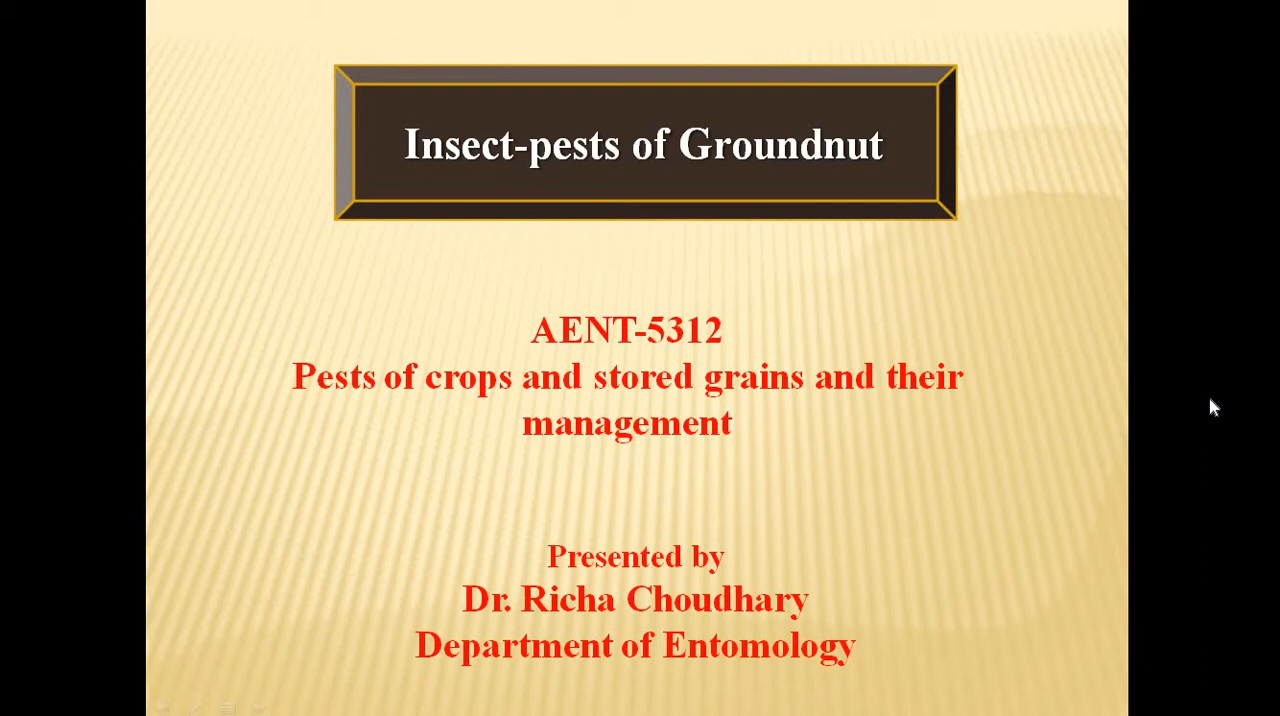 Insect-pests of Groundnut
AENT-5312
Pests of crops and stored grains and their
management
Presented by
Dr. Richa Choudhary
Department of Entomology